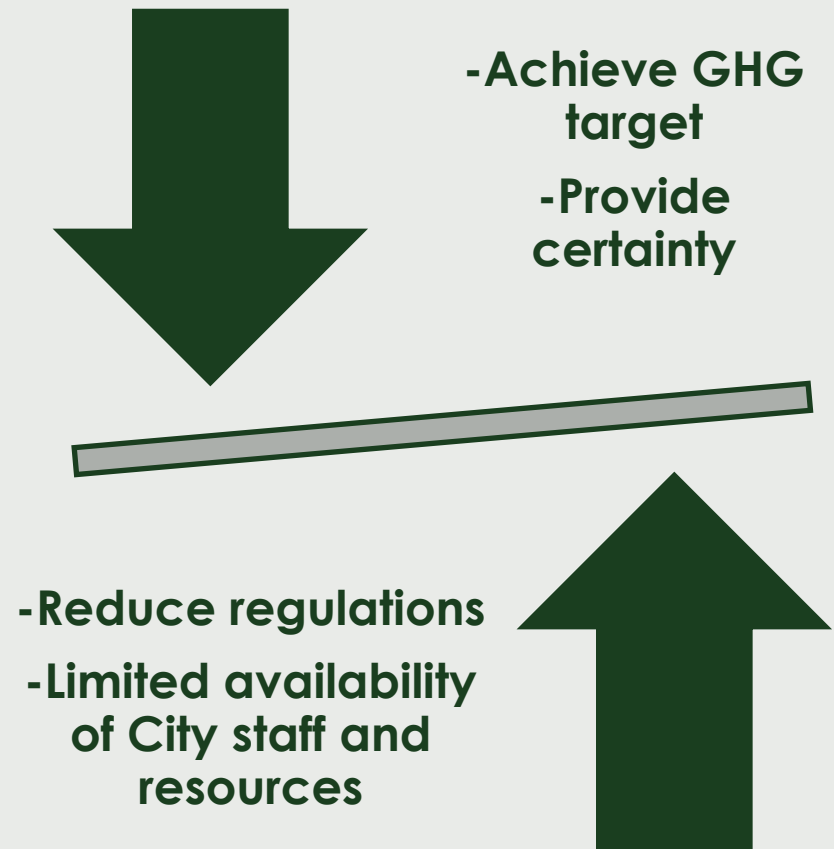 -Achieve GHG
target
-Provide
certainty
-Reduce regulations
-Limited availability
of City staff and
resources